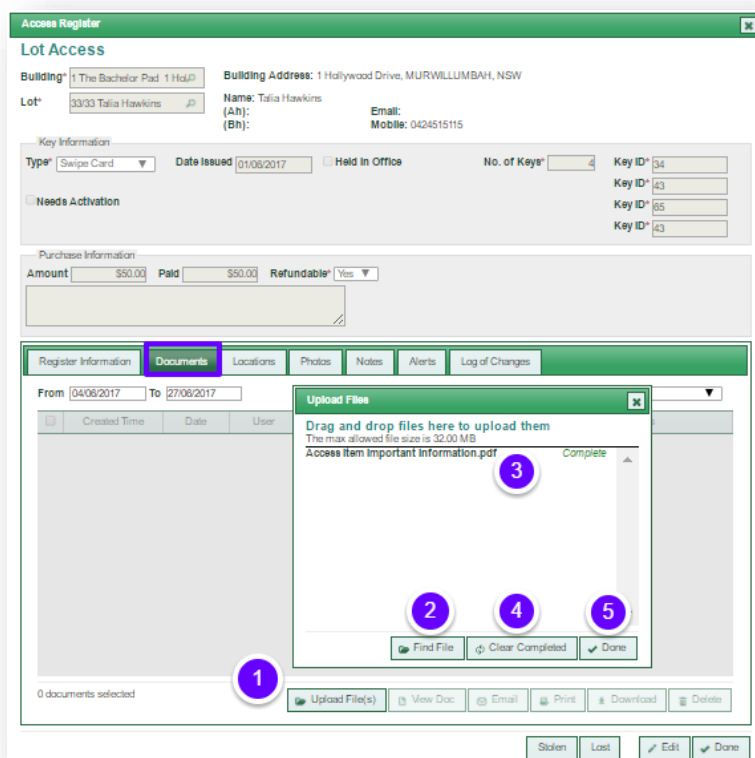 Access Register
Lot Access
Building* 1 The Bachelor Pad 1 Hol Building Address: 1 Hollywood Drive, MURWILLUMBAH, NSW
Lot* 33/33 Talia Hawkins Name: Talia Hawkins
(Ah): Email:
(Bh): Mobile: 0424515115
Key Information
Type* Swipe Card Date Issued 01/06/2017 Held In Office No. of Keys* 4 Key ID* 34
Key ID* 43
Needs Activation Key ID* 65
Key ID* 43
Purchase Information
Amount $50.00 Paid $50.00 Refundable* Yes
Register Information Documents Locations Photos Notes Alerts Log of Changes
From 04/06/2017 To 27/06/2017
Created Time Date User
Upload Files
Drag and drop files here to upload them
The max allowed file size is 32.00 MB
Access Item Important Information.pdf Complete
3
2 4 5
Find File Clear Completed Done
1
0 documents selected Upload File(s) View Doc Email Print Download Delete
Stolen Lost Edit Done